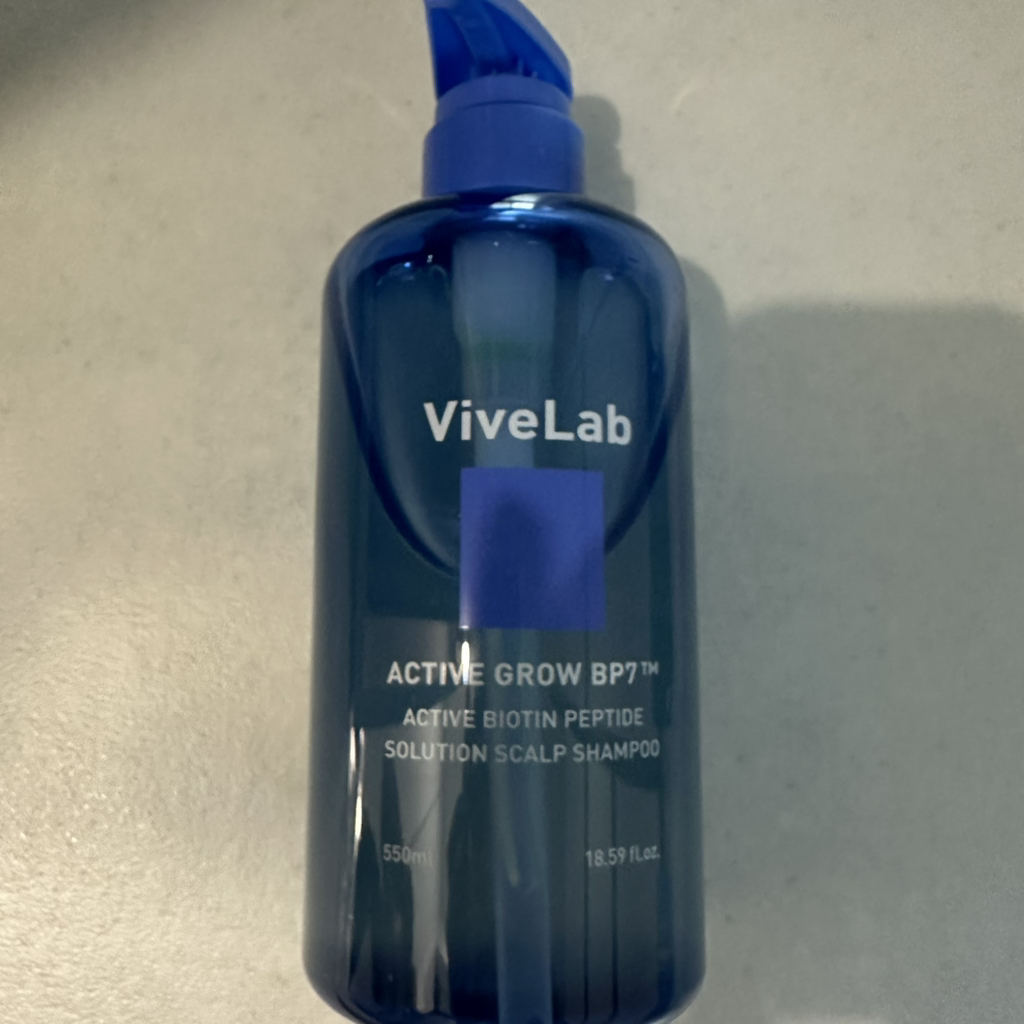 ViveLab
ACTIVE GROW BP7™
ACTIVE BIOTIN PEPTIDE
SOLUTION SCALP SHAMPOO
550ml 18.59 fl.oz.